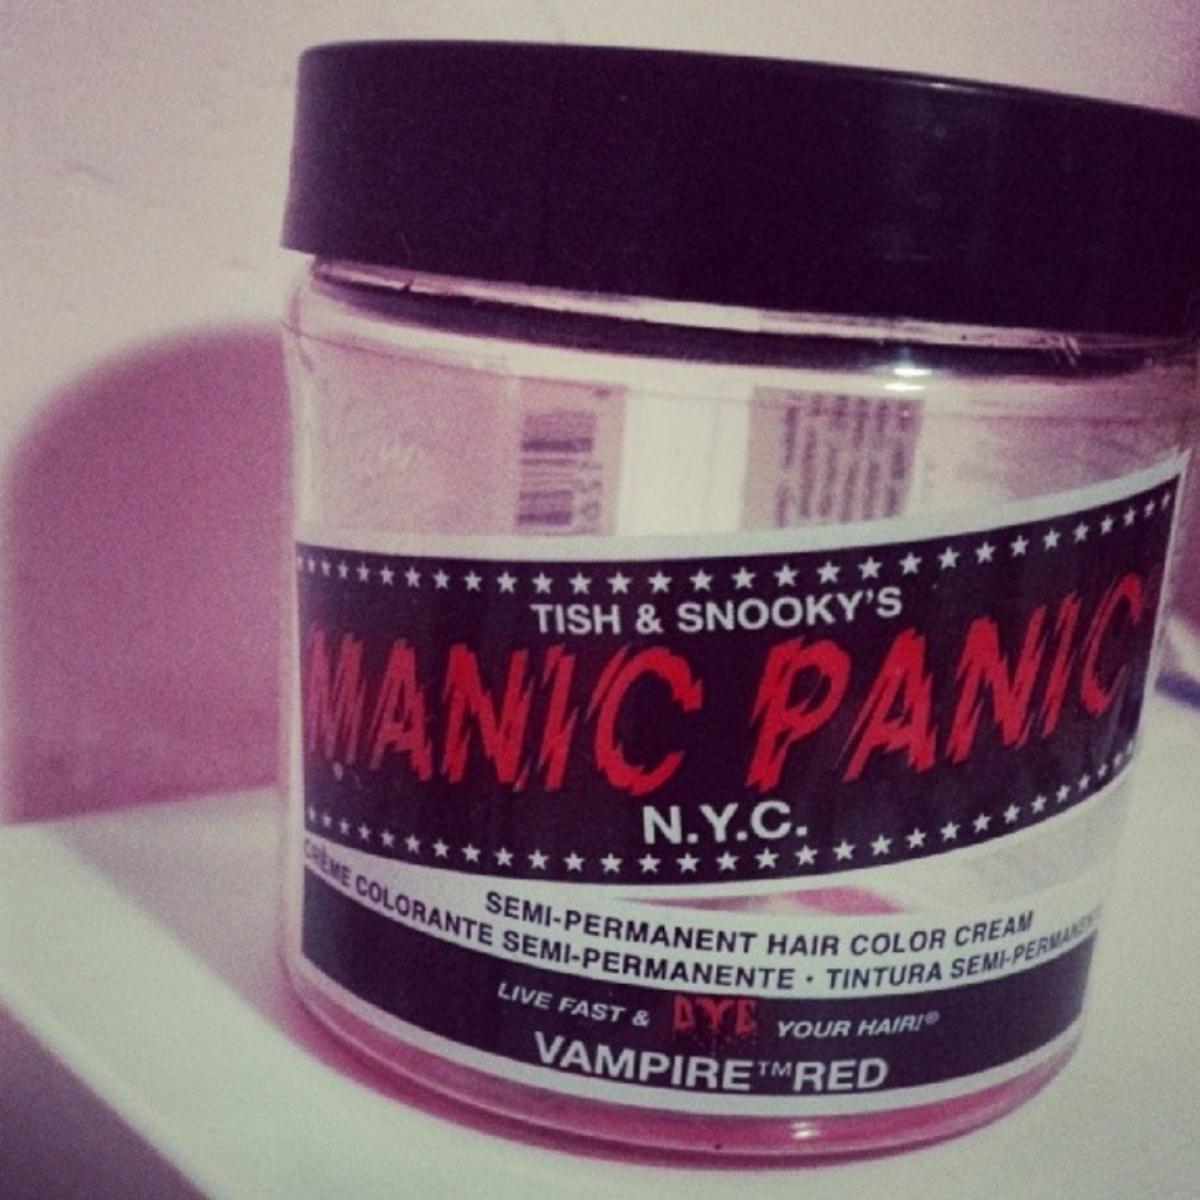 TISH & SNOOKY'S
MANIC PANIC
N.Y.C.
SEMI-PERMANENT HAIR COLOR CREAM
CRÈME COLORANTE SEMI-PERMANENTE • TINTURA SEMI-PERMANENTE
LIVE FAST & DYE YOUR HAIR!®
VAMPIRE™RED